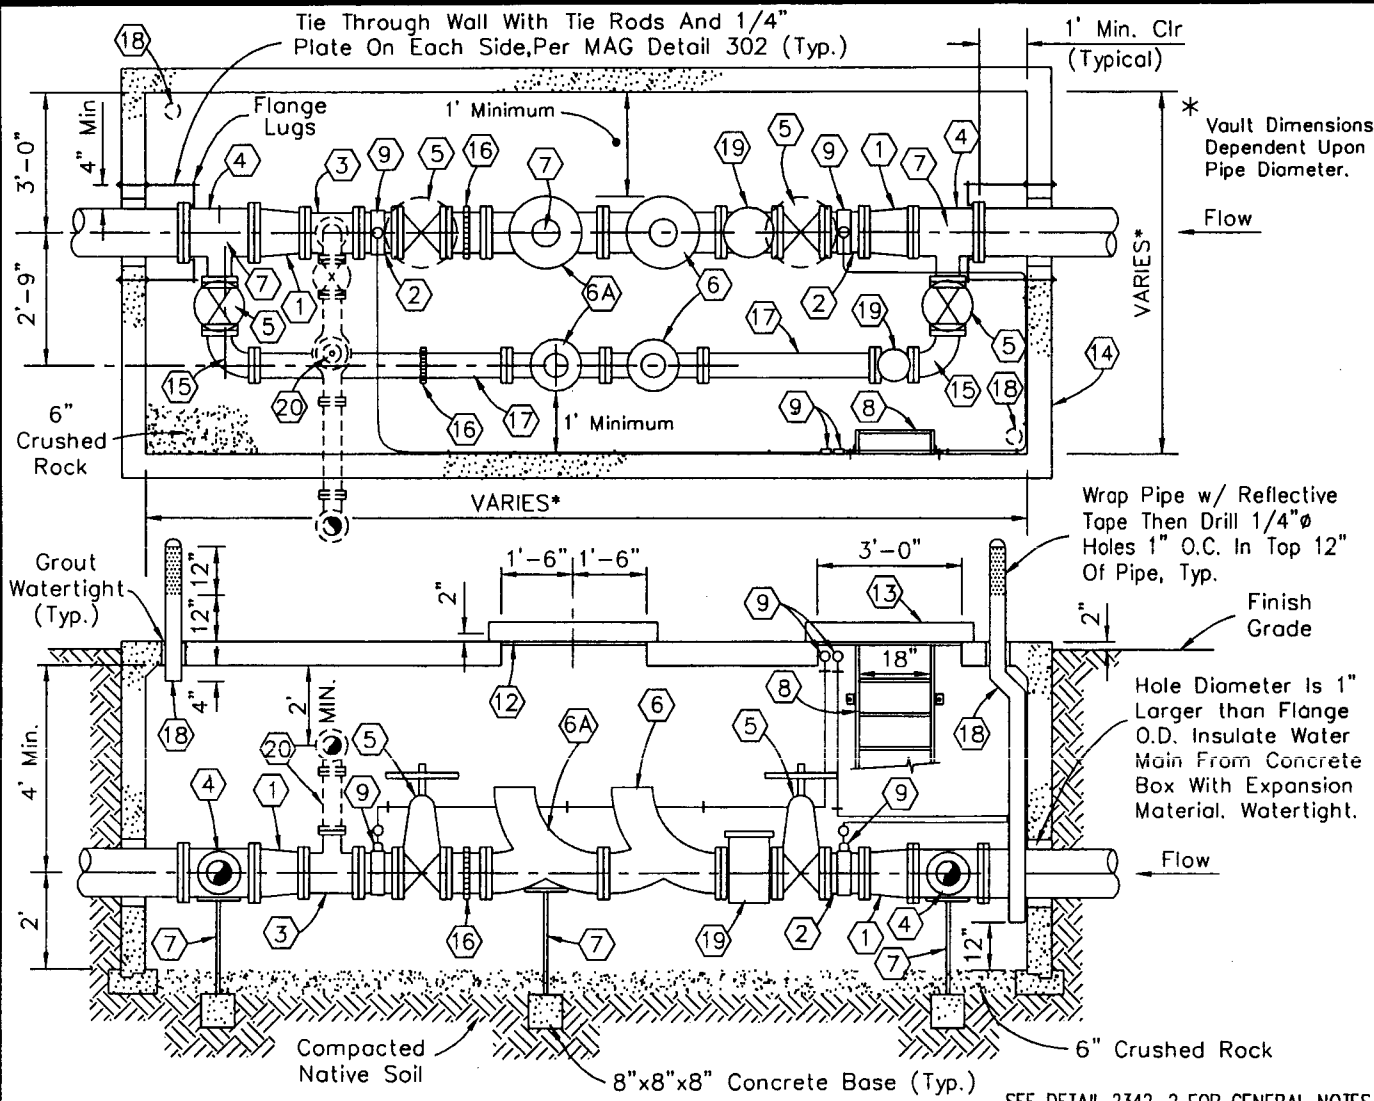 Tie Through Wall With Tie Rods And 1/4"
Plate On Each Side,Per MAG Detail 302 (Typ.)
1' Min. Clr
(Typical)
18
4" Min
Flange
Lugs
1' Minimum
*
Vault Dimensions
Dependent Upon
Pipe Diameter.
3'-0"
4
3
9
5
16
7
19
5
9
1
7
4
Flow
2'-9"
7
1
2
6A
6
2
VARIES*
5
17
19
5
14
15
20
16
17
1' Minimum
9
8
15
18
6"
Crushed
Rock
VARIES*
Wrap Pipe w/ Reflective
Tape Then Drill 1/4"ø
Holes 1" O.C. In Top 12"
Of Pipe, Typ.
Grout
Watertight
(Typ.)
12"
12"
1'-6"
1'-6"
3'-0"
2"
9
13
2"
Finish
Grade
4"
18
2'
MIN.
12
8
18"
18
Hole Diameter Is 1"
Larger than Flange
O.D. Insulate Water
Main From Concrete
Box With Expansion
Material. Watertight.
4' Min.
20
5
6A
6
5
4
1
9
9
Flow
2'
7
3
16
7
19
2
1
7
4
12"
Compacted
Native Soil
8"x8"x8" Concrete Base (Typ.)
6" Crushed Rock
SEE DETAIL 2342-2 FOR GENERAL NOTES